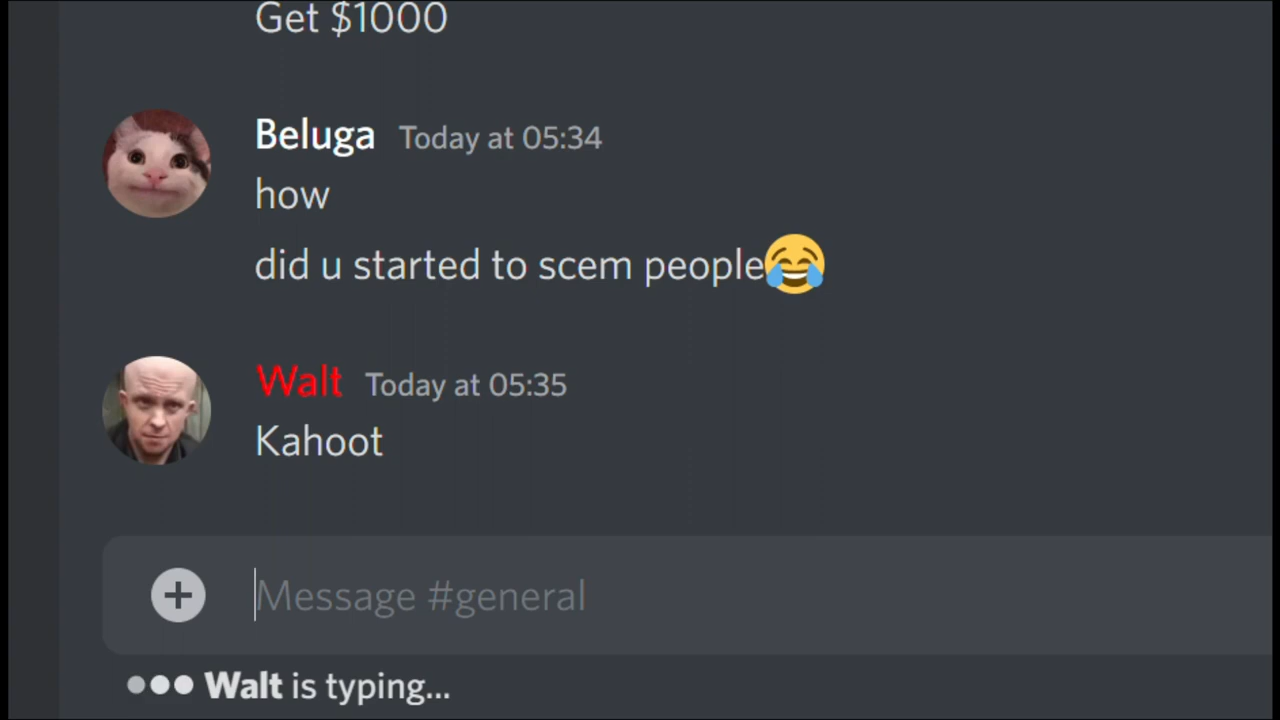 Get $1000
Beluga Today at 05:34
how
did u started to scem people😂
Walt Today at 05:35
Kahoot
Message #general
Walt is typing...